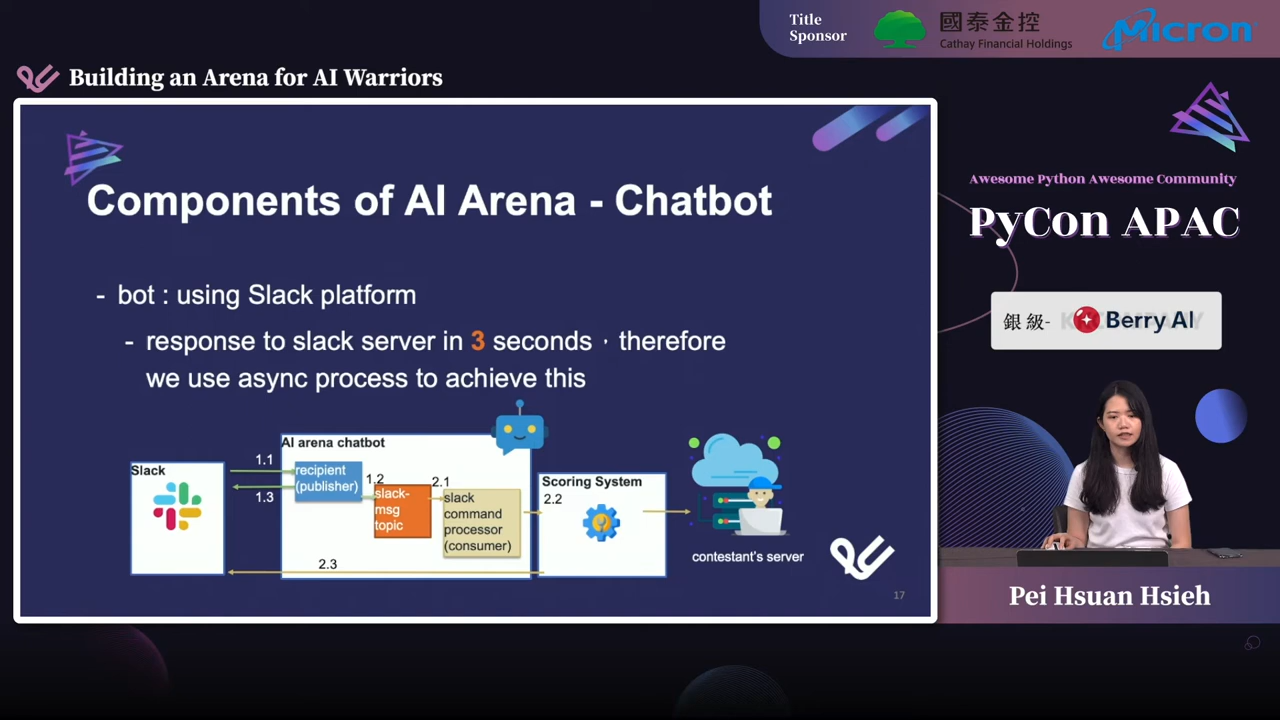 Title
Sponsor
國泰金控
Cathay Financial Holdings
Micron
Building an Arena for AI Warriors
Components of AI Arena - Chatbot
- bot : using Slack platform
- response to slack server in 3 seconds，therefore
we use async process to achieve this
AI arena chatbot
Slack
1.1
recipient
(publisher)
1.2
1.3
slack-
msg
topic
2.1
slack
command
processor
(consumer)
Scoring System
2.2
2.3
contestant's server
17
Awesome Python Awesome Community
PyCon APAC
銀級-
Berry AI
Pei Hsuan Hsieh